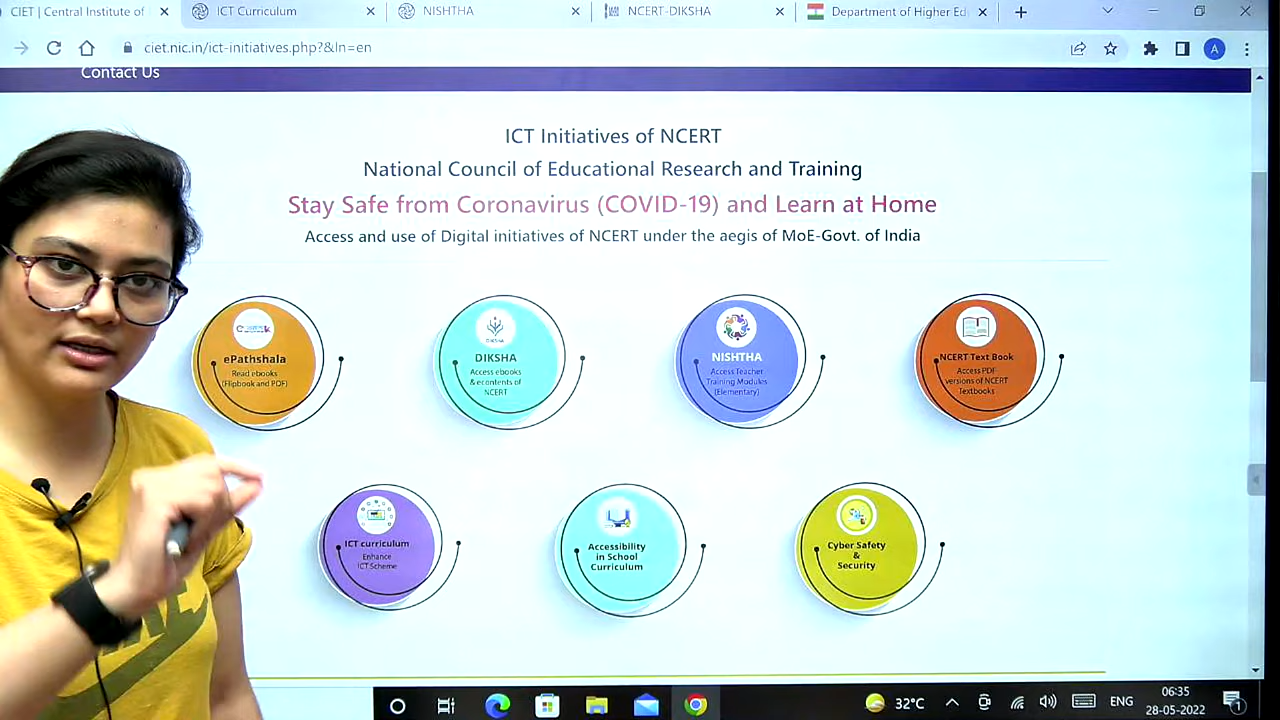 CIET | Central Institute of
ICT Curriculum
NISHTHA
NCERT-DIKSHA
Department of Higher Ed
ciet.nic.in/ict-initiatives.php?&ln=en
A
Contact Us
ICT Initiatives of NCERT
National Council of Educational Research and Training
Stay Safe from Coronavirus (COVID-19) and Learn at Home
Access and use of Digital initiatives of NCERT under the aegis of MoE-Govt. of India
ePathshala
Read ebooks
(Flipbook and PDF)
DIKSHA
Access ebooks
& econtents of
NCERT
NISHTHA
Access Teacher
Training Modules
(Elementary)
NCERT Text Book
Access PDF
versions of NCERT
Textbooks
ICT curriculum
Enhance
ICT Scheme
Accessibility
in School
Curriculum
Cyber Safety
&
Security
32°C
ENG
06:35
28-05-2022
1